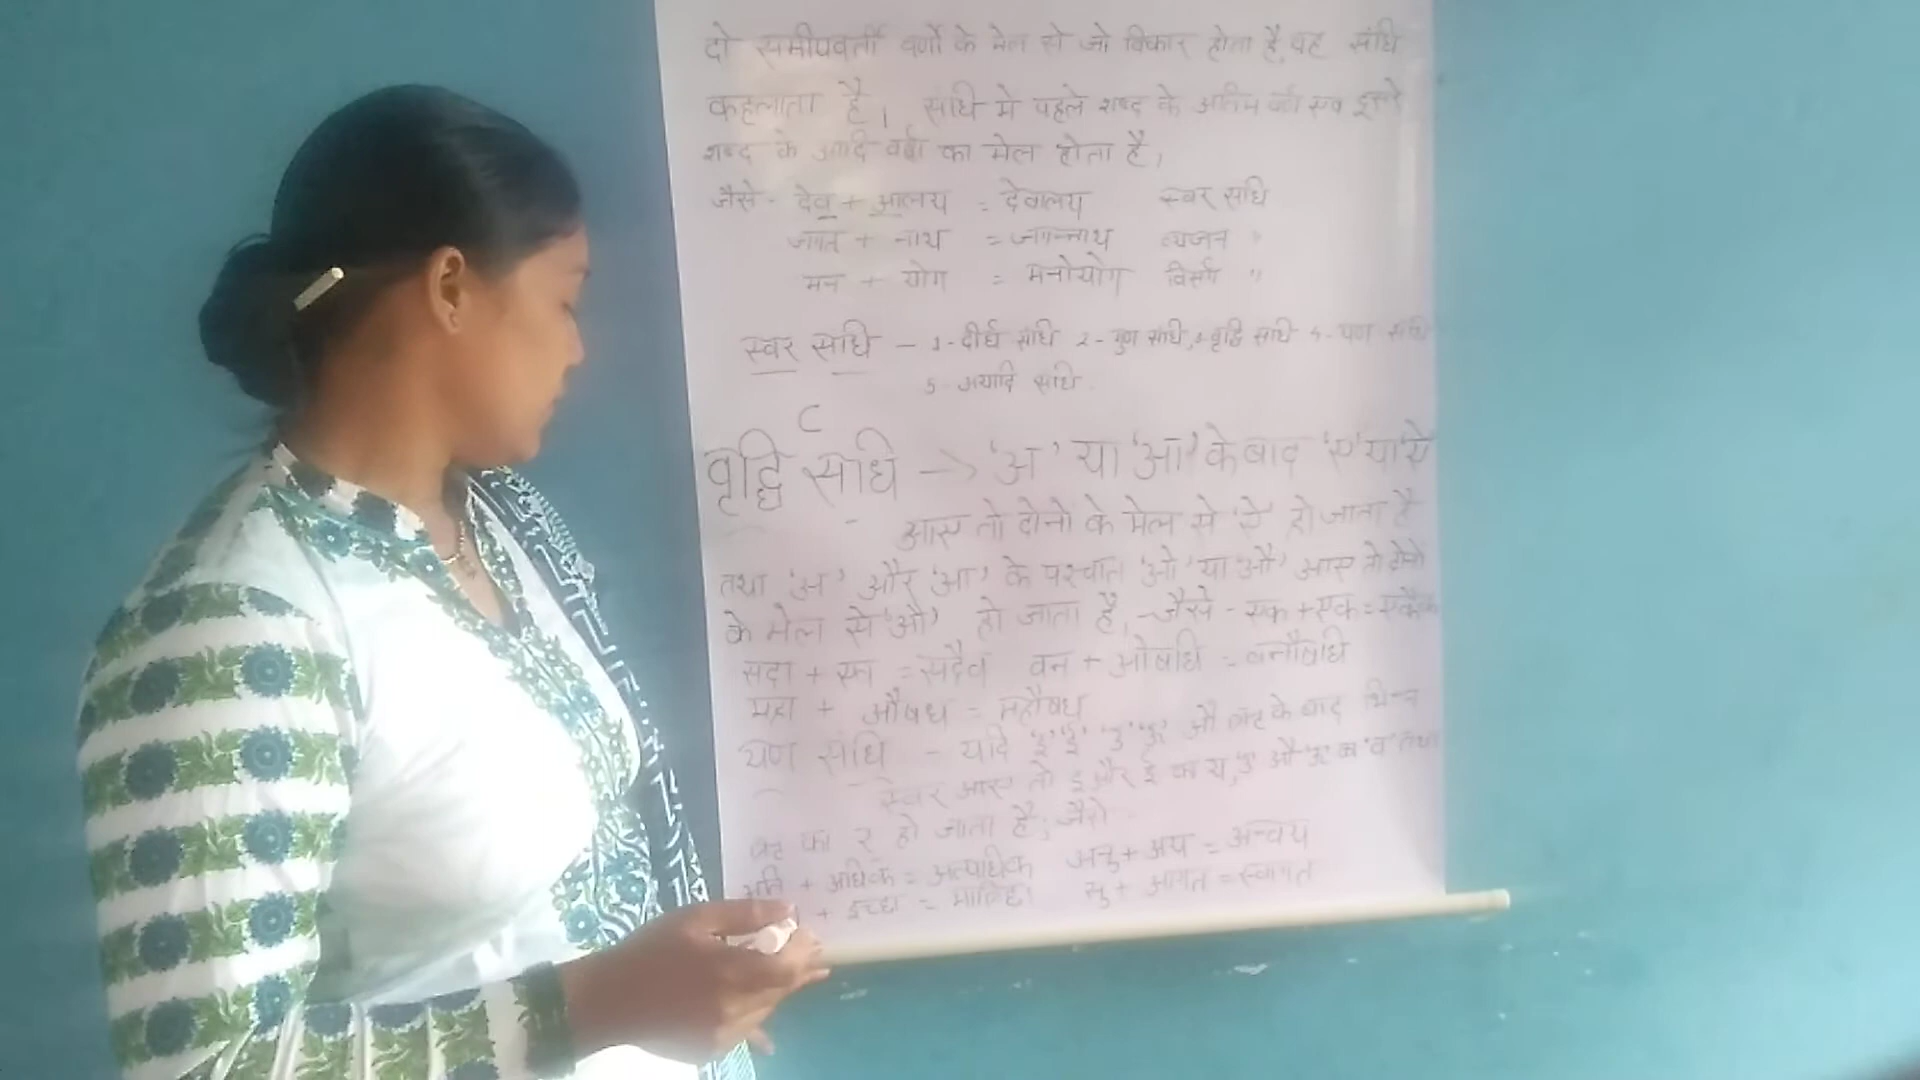 दो समीपवर्ती वर्णो के मेल से जो विकार होता है, वह संधि
कहलाता है। संधि मे पहले शब्द के अंतिम वर्ण एव दूसरे
शब्द के आदि वर्ण का मेल होता है।
जैसे - देव + आलय = देवालय स्वर संधि
जगत + नाथ = जगन्नाथ व्यजन "
मन + योग = मनोयोग विसर्ग "
स्वर संधि - 1 - दीर्घ संधि 2 - गुण संधि, 3 - वृद्धि संधि 4 - यण संधि
5 - अयादि संधि
वृद्धि संधि → 'अ' या 'आ' के बाद 'ए' या 'ऐ'
आए तो दोनो के मेल से 'ऐ' हो जाता है
तथा 'अ' और 'आ' के पश्चात 'ओ' या 'औ' आए तो दोनो
के मेल से 'औ' हो जाता है, जैसे - एक + एक = एकैक
सदा + एव = सदैव वन + ओषधि = वनौषधि
महा + औषध = महौषध
यण संधि - यदि 'इ' 'ई' 'उ' 'ऊ' औ ऋ के बाद भिन्न
स्वर आए तो इ और ई का य, उ औ ऊ का 'व' तथा
ऋ का र् हो जाता है; जैसे -
अति + अधिक = अत्यधिक अनु + अय = अन्वय
+ इच्छा = सु + आगत = स्वागत